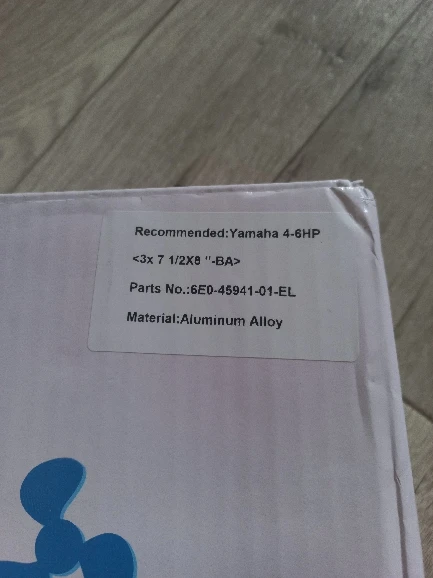 Recommended:Yamaha 4-6HP
<3x 7 1/2X8 "-BA>
Parts No.:6E0-45941-01-EL
Material:Aluminum Alloy